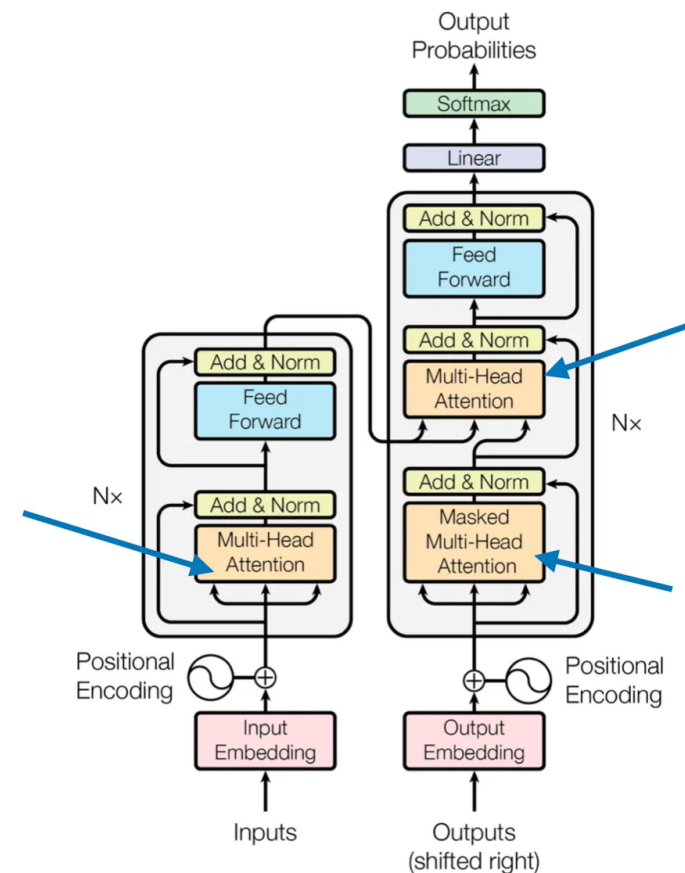 Output
Probabilities
Softmax
Linear
Add & Norm
Feed
Forward
Add & Norm
Multi-Head
Attention
Nx
Add & Norm
Masked
Multi-Head
Attention
Add & Norm
Feed
Forward
Nx
Add & Norm
Multi-Head
Attention
Positional
Encoding
Positional
Encoding
Input
Embedding
Output
Embedding
Inputs
Outputs
(shifted right)